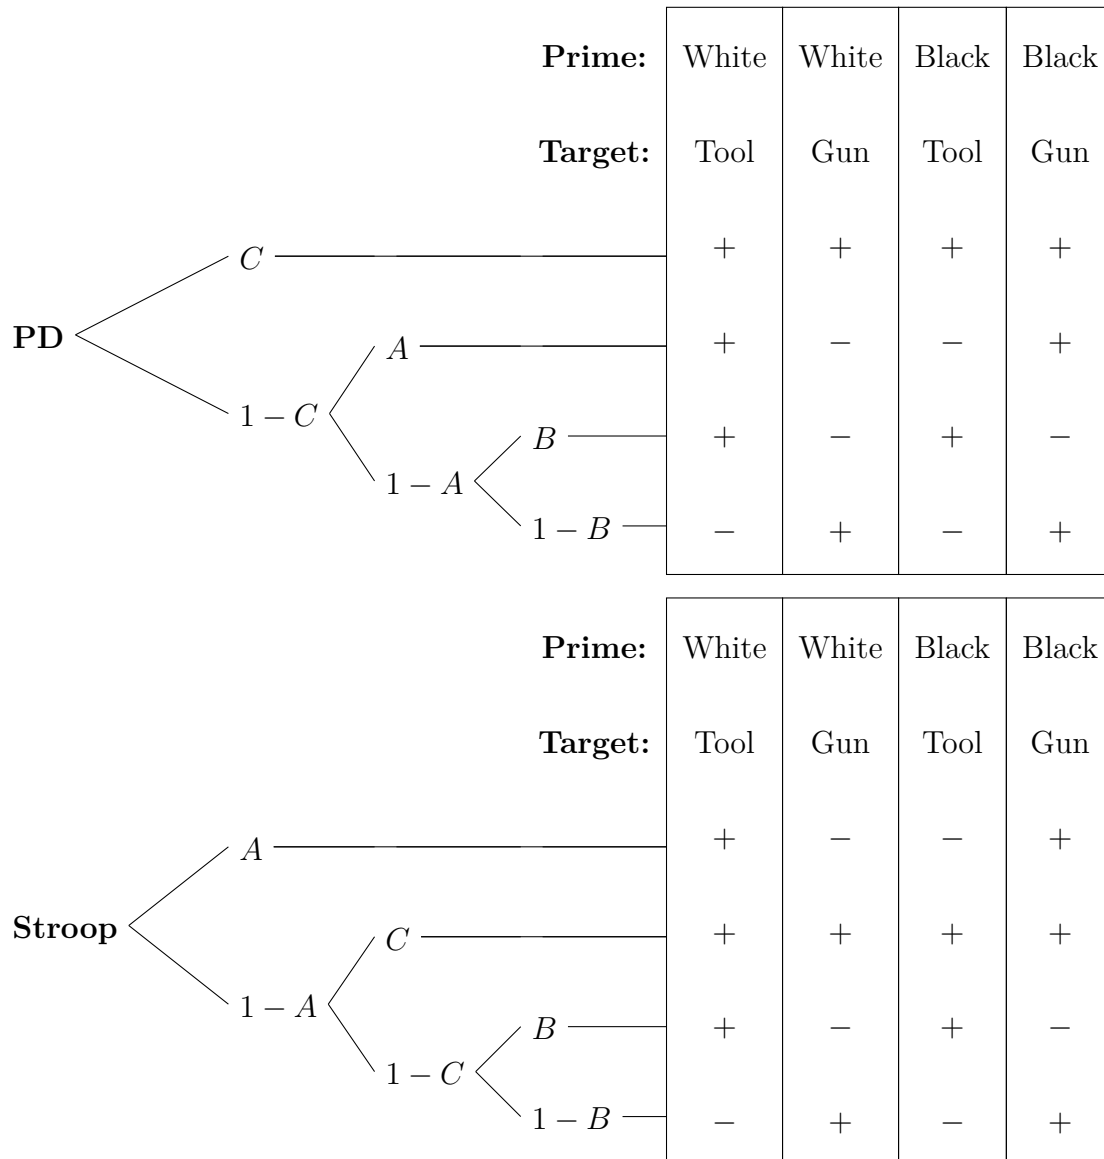 Prime: White White Black Black
Target: Tool Gun Tool Gun
C + + + +
PD
A + − − +
1 − C
B + − + −
1 − A
1 − B − + − +
Prime: White White Black Black
Target: Tool Gun Tool Gun
A + − − +
Stroop
C + + + +
1 − A
B + − + −
1 − C
1 − B − + − +